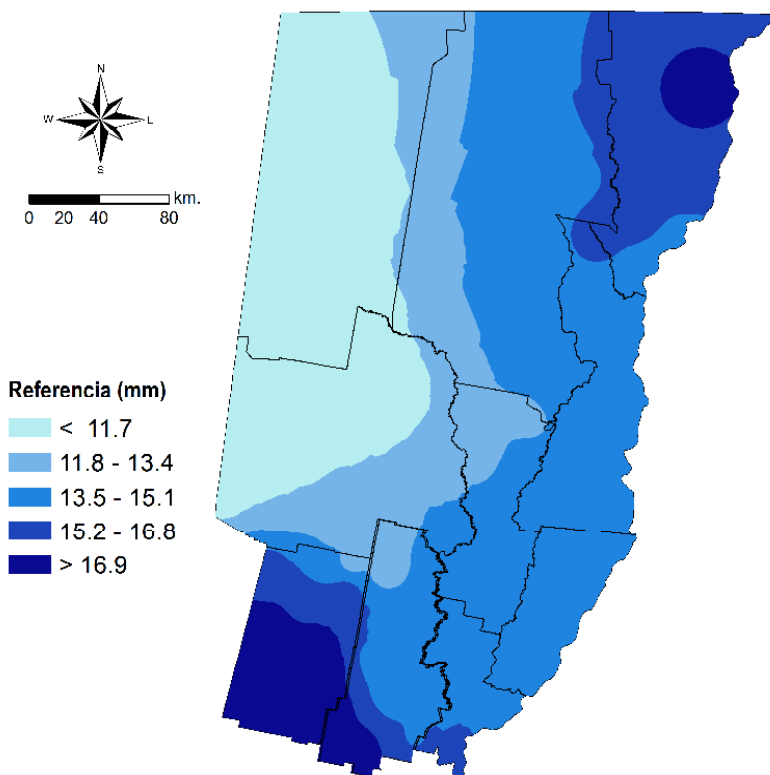 N
W L
S
km.
0 20 40 80
Referencia (mm)
< 11.7
11.8 - 13.4
13.5 - 15.1
15.2 - 16.8
> 16.9